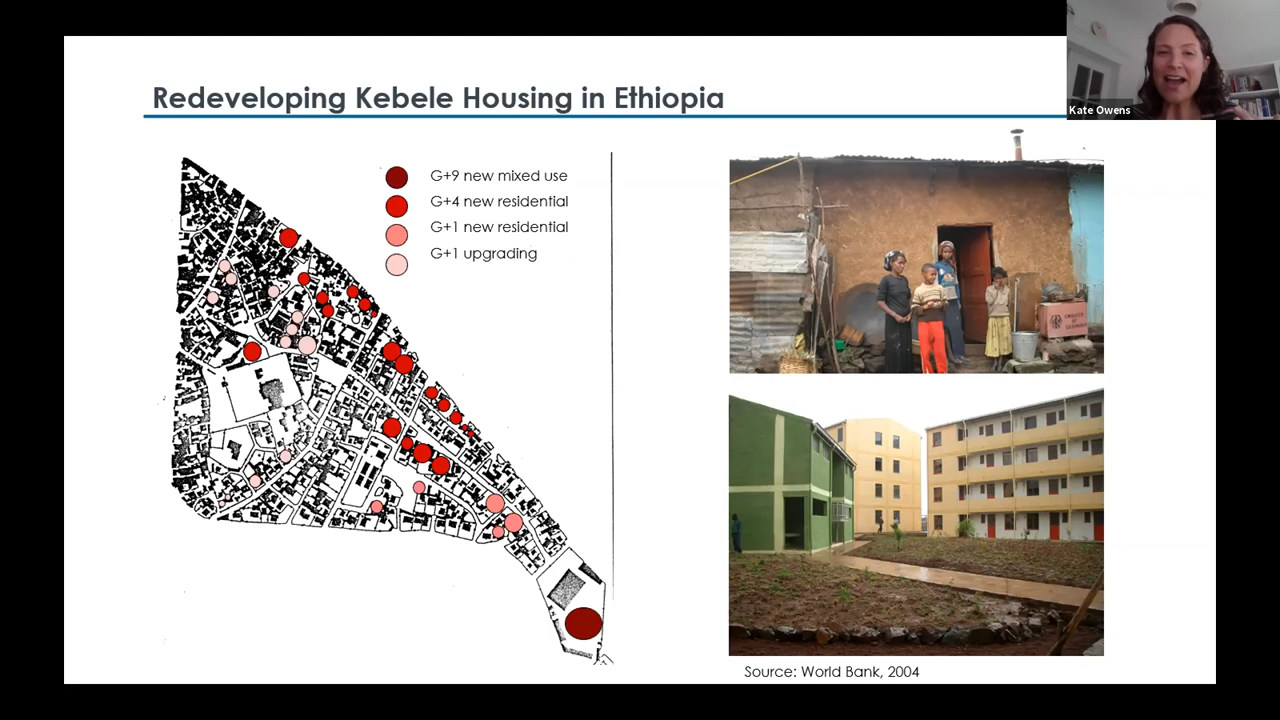 Redeveloping Kebele Housing in Ethiopia
Kate Owens
G+9 new mixed use
G+4 new residential
G+1 new residential
G+1 upgrading
Source: World Bank, 2004